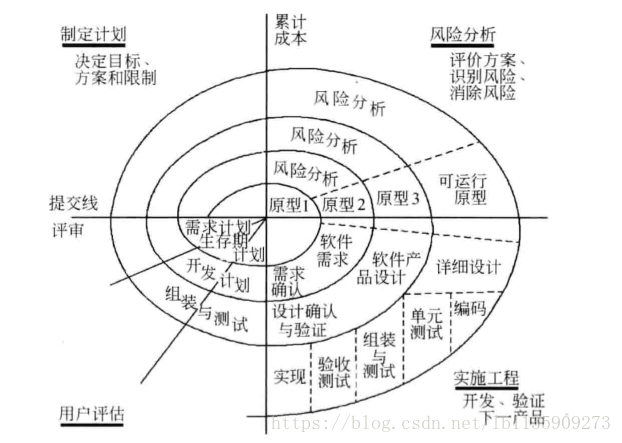 制定计划
决定目标、
方案和限制
累计
成本
风险分析
评价方案、
识别风险、
消除风险
风险分析
风险分析
风险分析
可运行
原型
原型1
原型2
原型3
提交线
评审
需求计划
生存期
计划
开发计划
组装与测试
需求
确认
软件
需求
软件产
品设计
详细设计
设计确认
与验证
实现
验收
测试
组装
与
测试
单元
测试
编码
用户评估
实施工程
开发、验证
下一产品